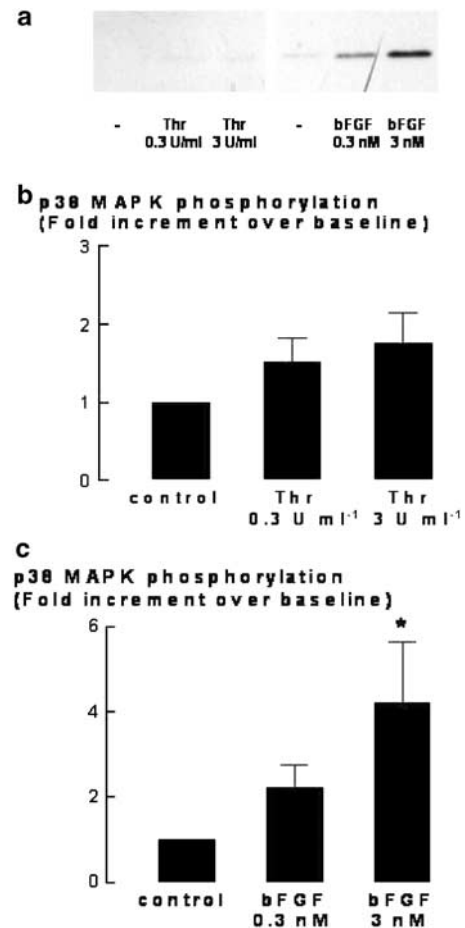 a
- Thr Thr - bFGF bFGF
0.3 U/ml 3 U/ml 0.3 nM 3 nM
b p38 MAPK phosphorylation
(Fold increment over baseline)
3
2
1
0
control Thr Thr
0.3 U ml-1 3 U ml-1
c
p38 MAPK phosphorylation
(Fold increment over baseline)
6
*
4
2
0
control bFGF bFGF
0.3 nM 3 nM